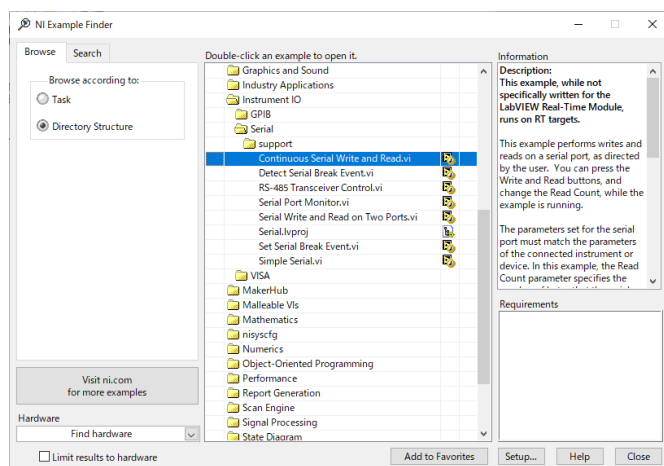 NI Example Finder
Browse
Search
Browse according to:
Task
Directory Structure
Visit ni.com
for more examples
Hardware
Find hardware
Limit results to hardware
Double-click an example to open it.
Graphics and Sound
Industry Applications
Instrument IO
GPIB
Serial
support
Continuous Serial Write and Read.vi
Detect Serial Break Event.vi
RS-485 Transceiver Control.vi
Serial Port Monitor.vi
Serial Write and Read on Two Ports.vi
Serial.lvproj
Set Serial Break Event.vi
Simple Serial.vi
VISA
MakerHub
Malleable VIs
Mathematics
nisyscfg
Numerics
Object-Oriented Programming
Performance
Report Generation
Scan Engine
Signal Processing
State Diagram
Information
Description:
This example, while not
specifically written for the
LabVIEW Real-Time Module,
runs on RT targets.
This example performs writes and
reads on a serial port, as directed
by the user. You can press the
Write and Read buttons, and
change the Read Count, while the
example is running.
The parameters set for the serial
port must match the parameters
of the connected instrument or
device. In this example, the Read
Count parameter specifies the
Requirements
Add to Favorites
Setup...
Help
Close